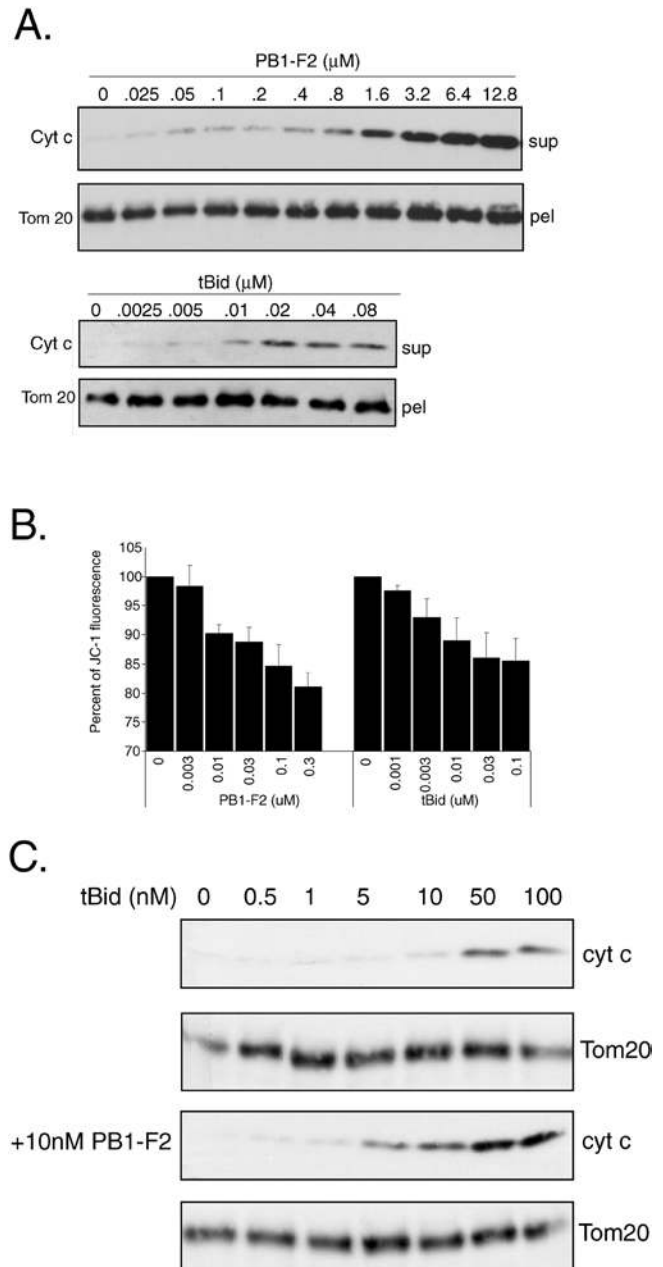 A.
PB1-F2 (μM)
0 .025 .05 .1 .2 .4 .8 1.6 3.2 6.4 12.8
Cyt c sup
Tom 20 pel
tBid (μM)
0 .0025 .005 .01 .02 .04 .08
Cyt c sup
Tom 20 pel
B.
Percent of JC-1 fluorescence
105
100
95
90
85
80
75
70
0 0.003 0.01 0.03 0.1 0.3
PB1-F2 (uM)
0 0.001 0.003 0.01 0.03 0.1
tBid (uM)
C.
tBid (nM) 0 0.5 1 5 10 50 100
cyt c
Tom20
+10nM PB1-F2 cyt c
Tom20